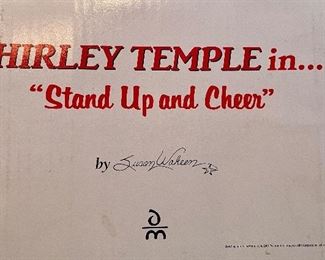 HIRLEY TEMPLE in...
"Stand Up and Cheer"
by Susan Wakeen